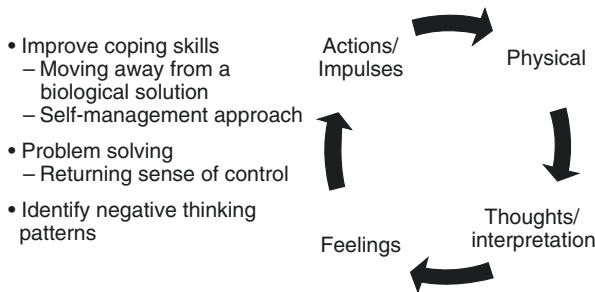 • Improve coping skills
– Moving away from a
biological solution
– Self-management approach
• Problem solving
– Returning sense of control
• Identify negative thinking
patterns
Actions/
Impulses
Physical
Thoughts/
interpretation
Feelings